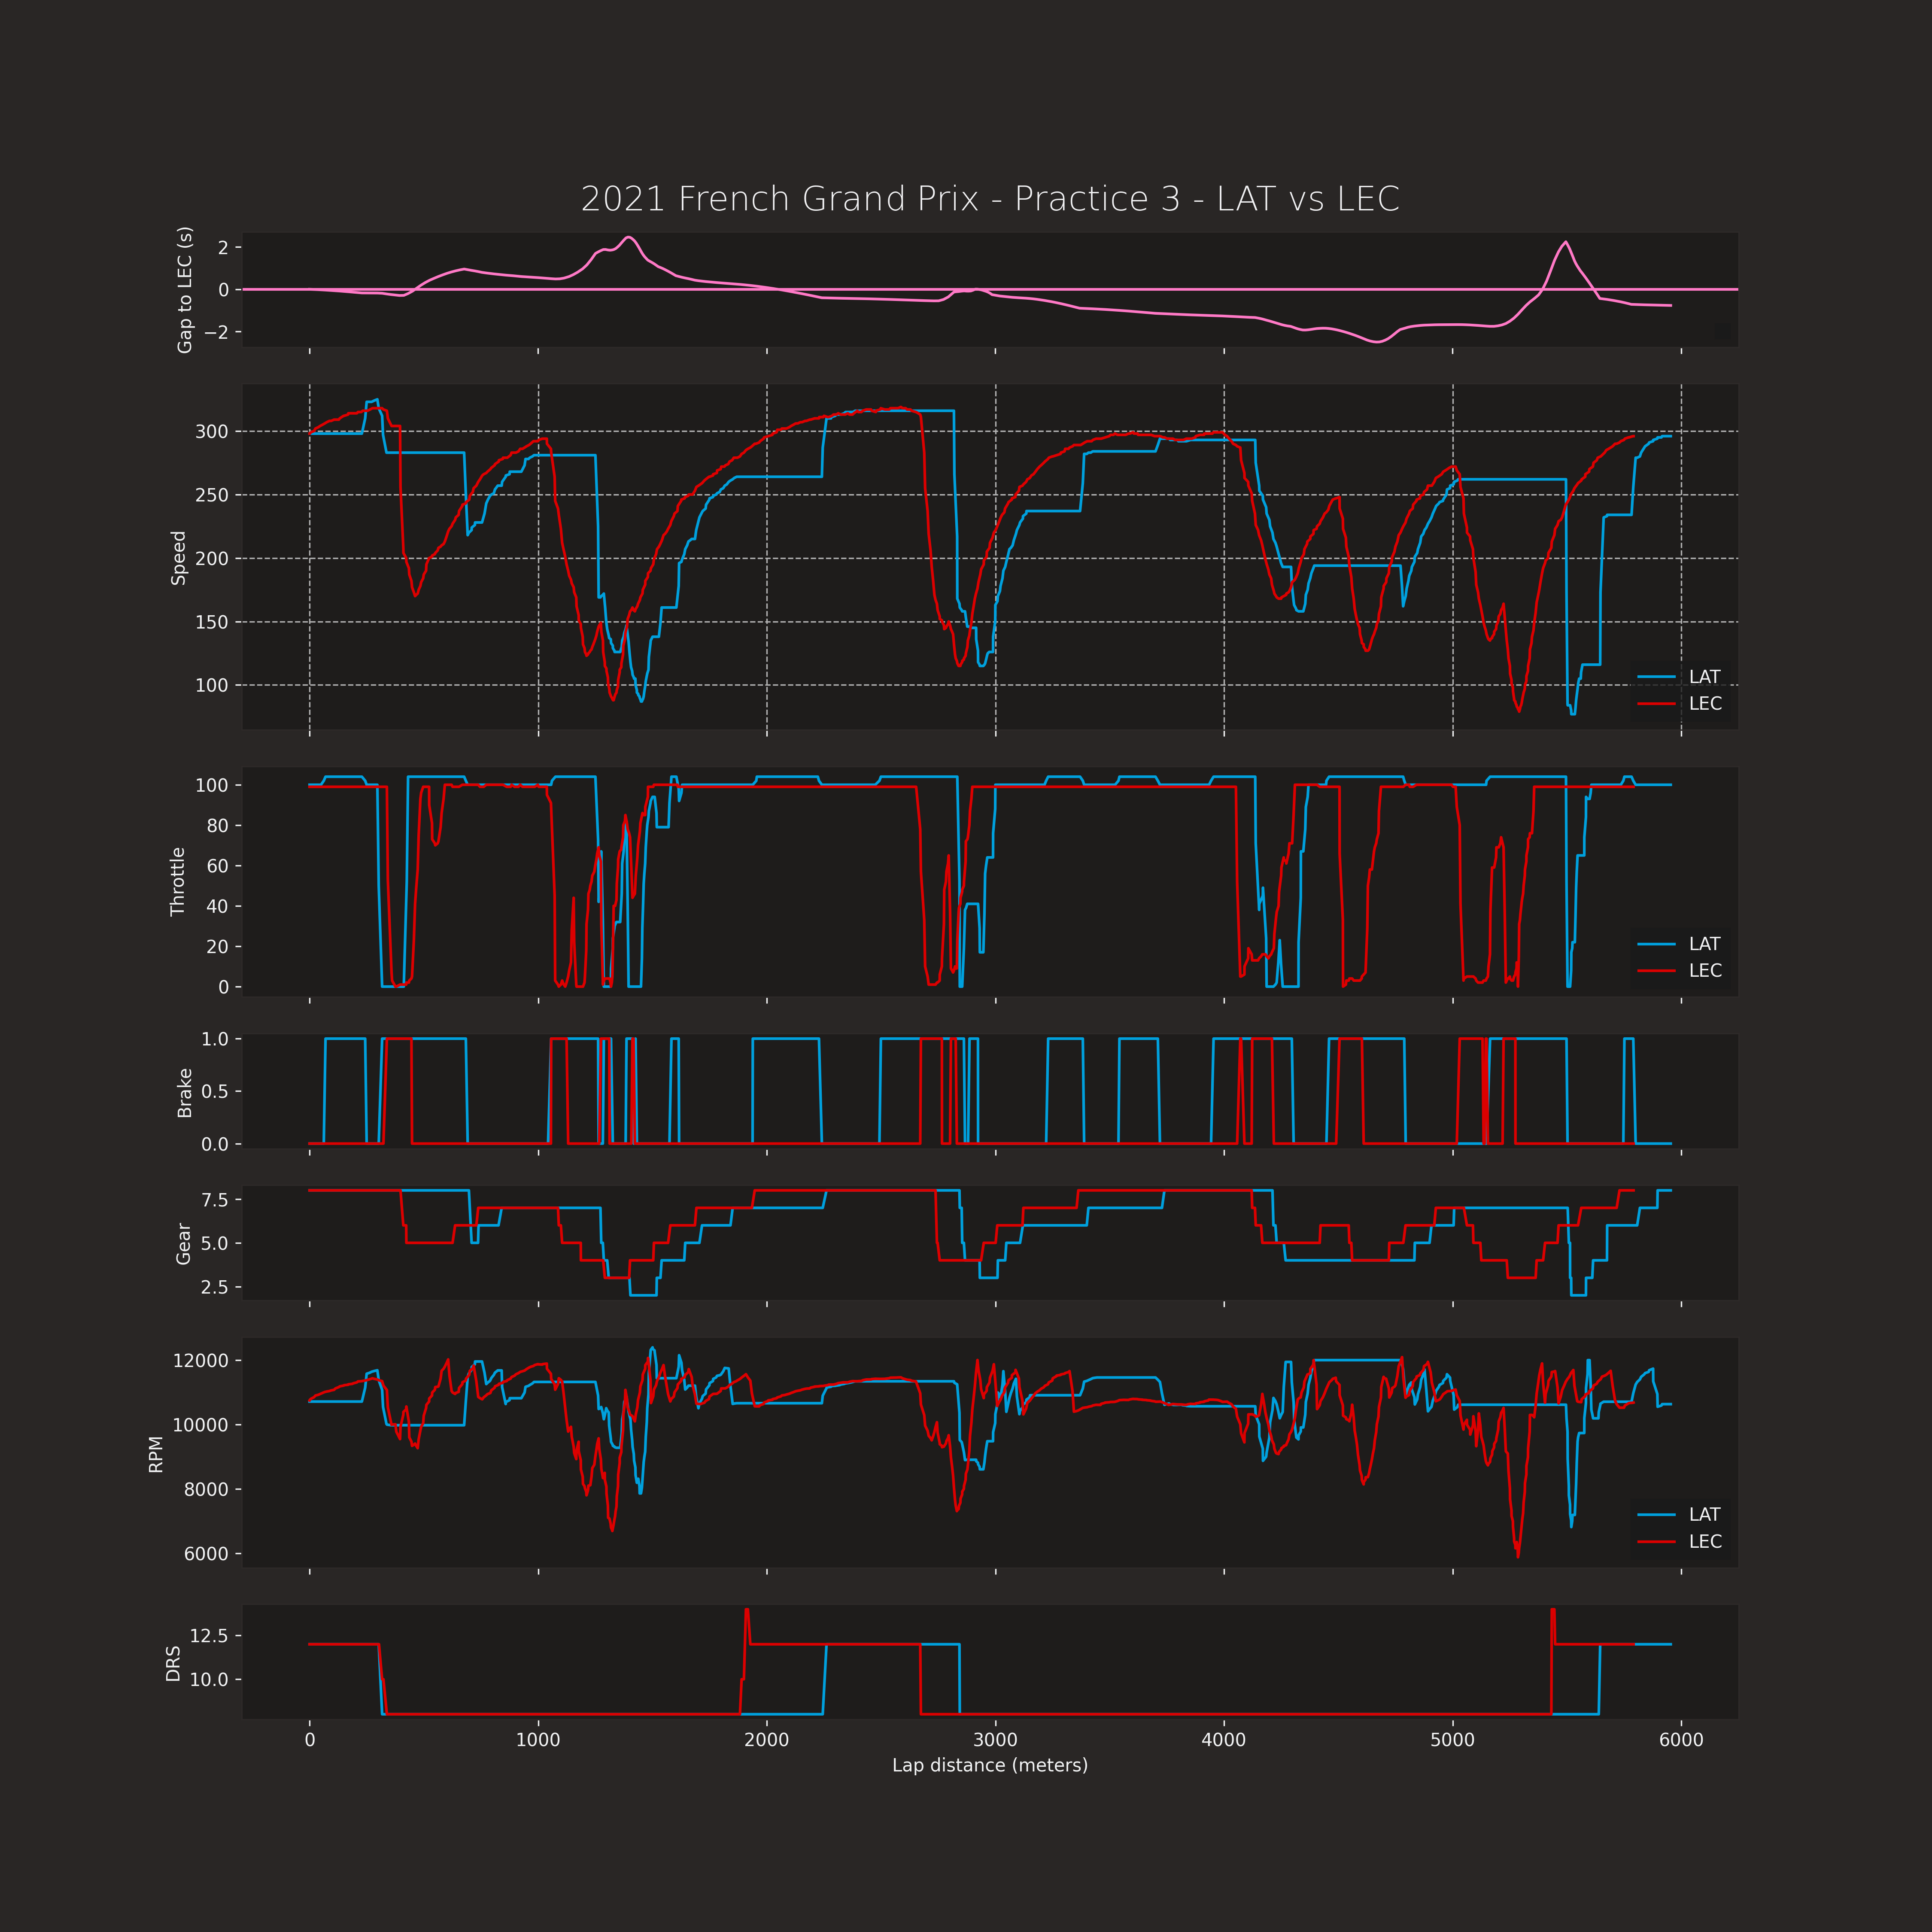 2021 French Grand Prix - Practice 3 - LAT vs LEC
Gap to LEC (s)
2
0
−2
Speed
300
250
200
150
100
LAT
LEC
Throttle
100
80
60
40
20
0
LAT
LEC
Brake
1.0
0.5
0.0
Gear
7.5
5.0
2.5
RPM
12000
10000
8000
6000
LAT
LEC
DRS
12.5
10.0
0 1000 2000 3000 4000 5000 6000
Lap distance (meters)